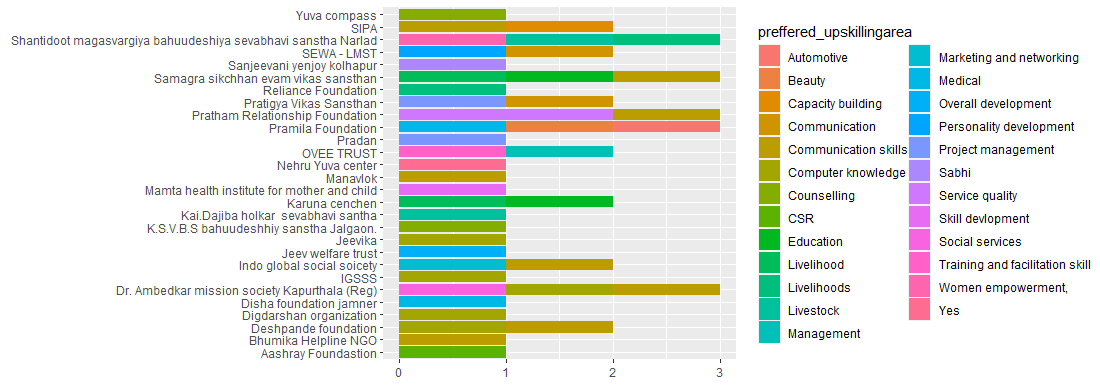 Yuva compass
SIPA
Shantidoot magasvargiya bahuudeshiya sevabhavi sanstha Narlad
SEWA - LMST
Sanjeevani yenjoy kolhapur
Samagra sikchhan evam vikas sansthan
Reliance Foundation
Pratigya Vikas Sansthan
Pratham Relationship Foundation
Pramila Foundation
Pradan
OVEE TRUST
Nehru Yuva center
Manavlok
Mamta health institute for mother and child
Karuna cenchen
Kai.Dajiba holkar sevabhavi santha
K.S.V.B.S bahuudeshhiy sanstha Jalgaon.
Jeevika
Jeev welfare trust
Indo global social soicety
IGSSS
Dr. Ambedkar mission society Kapurthala (Reg)
Disha foundation jamner
Digdarshan organization
Deshpande foundation
Bhumika Helpline NGO
Aashray Foundastion
0 1 2 3
preffered_upskillingarea
Automotive
Beauty
Capacity building
Communication
Communication skills
Computer knowledge
Counselling
CSR
Education
Livelihood
Livelihoods
Livestock
Management
Marketing and networking
Medical
Overall development
Personality development
Project management
Sabhi
Service quality
Skill devlopment
Social services
Training and facilitation skill
Women empowerment,
Yes